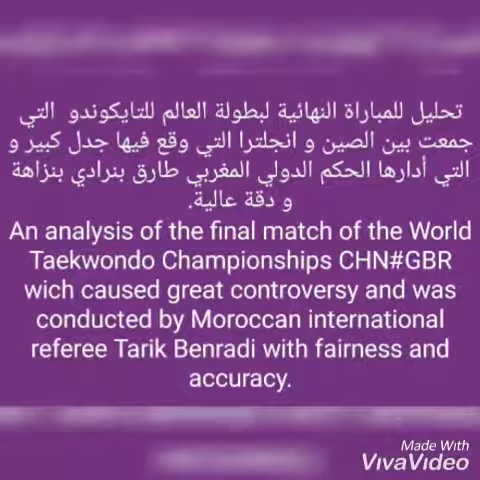 تحليل للمباراة النهائية لبطولة العالم للتايكوندو التي
جمعت بين الصين و انجلترا التي وقع فيها جدل كبير و
التي أدارها الحكم الدولي المغربي طارق بنرادي بنزاهة
و دقة عالية.
An analysis of the final match of the World
Taekwondo Championships CHN#GBR
wich caused great controversy and was
conducted by Moroccan international
referee Tarik Benradi with fairness and
accuracy.
Made With
VivaVideo